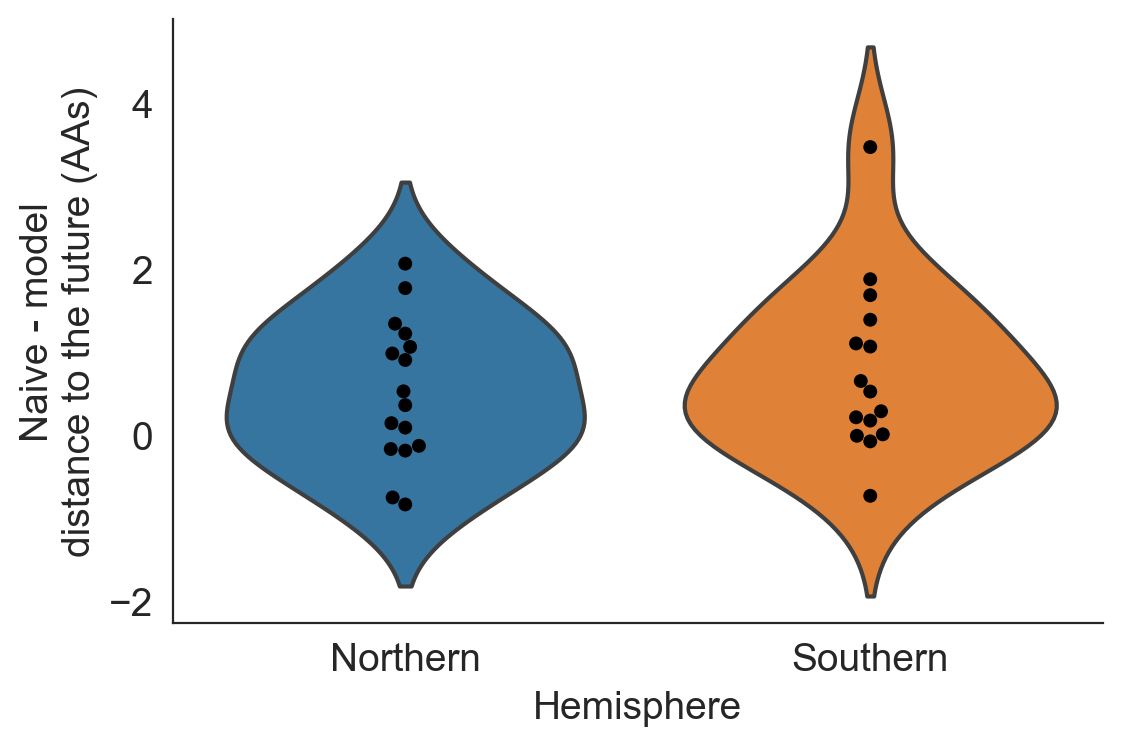 Naive - model
distance to the future (AAs)
4
2
0
−2
Northern
Southern
Hemisphere